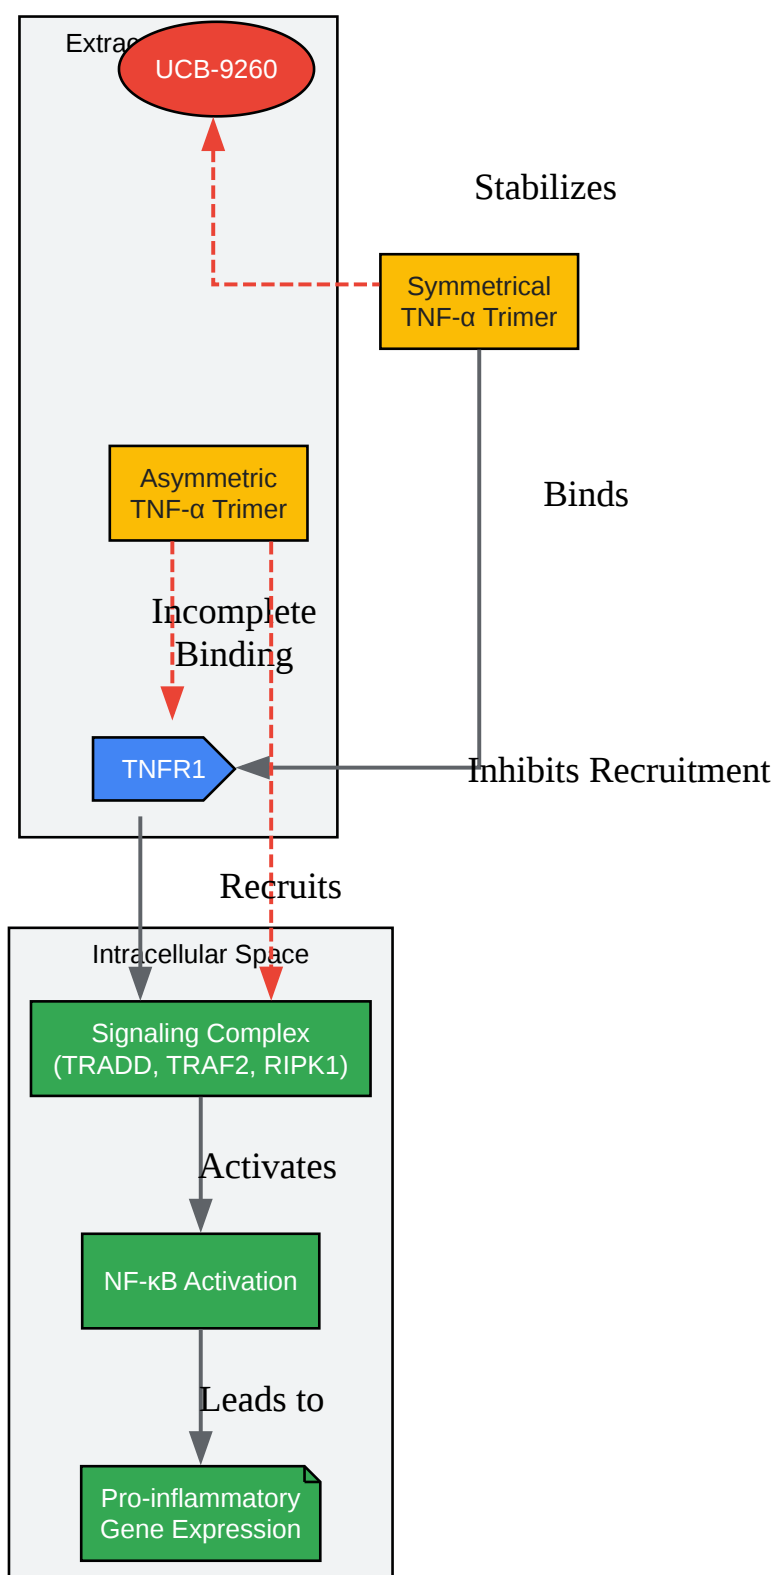 UCB-9260
Stabilizes
Symmetrical
TNF-α Trimer
Asymmetric
TNF-α Trimer
Binds
Incomplete
Binding
TNFR1
Inhibits Recruitment
Recruits
Intracellular Space
Signaling Complex
(TRADD, TRAF2, RIPK1)
Activates
NF-κB Activation
Leads to
Pro-inflammatory
Gene Expression